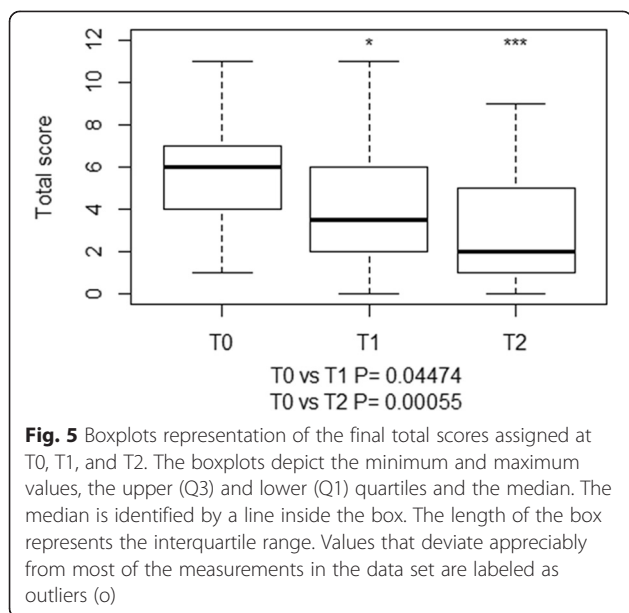 12
10
8
6
4
2
0
Total score
* ***
T0 T1 T2
T0 vs T1 P= 0.04474
T0 vs T2 P= 0.00055
Fig. 5 Boxplots representation of the final total scores assigned at
T0, T1, and T2. The boxplots depict the minimum and maximum
values, the upper (Q3) and lower (Q1) quartiles and the median. The
median is identified by a line inside the box. The length of the box
represents the interquartile range. Values that deviate appreciably
from most of the measurements in the data set are labeled as
outliers (o)